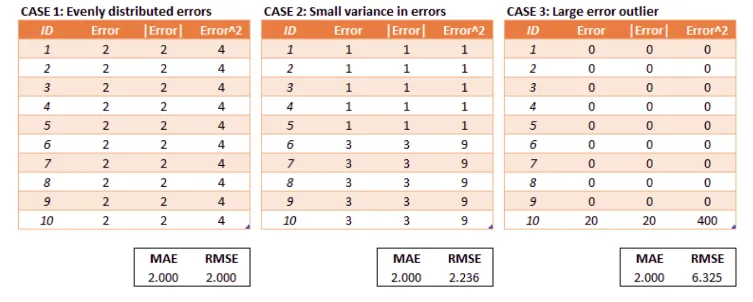 CASE 1: Evenly distributed errors
ID Error |Error| Error^2
1 2 2 4
2 2 2 4
3 2 2 4
4 2 2 4
5 2 2 4
6 2 2 4
7 2 2 4
8 2 2 4
9 2 2 4
10 2 2 4
MAE RMSE
2.000 2.000
CASE 2: Small variance in errors
ID Error |Error| Error^2
1 1 1 1
2 1 1 1
3 1 1 1
4 1 1 1
5 1 1 1
6 3 3 9
7 3 3 9
8 3 3 9
9 3 3 9
10 3 3 9
MAE RMSE
2.000 2.236
CASE 3: Large error outlier
ID Error |Error| Error^2
1 0 0 0
2 0 0 0
3 0 0 0
4 0 0 0
5 0 0 0
6 0 0 0
7 0 0 0
8 0 0 0
9 0 0 0
10 20 20 400
MAE RMSE
2.000 6.325